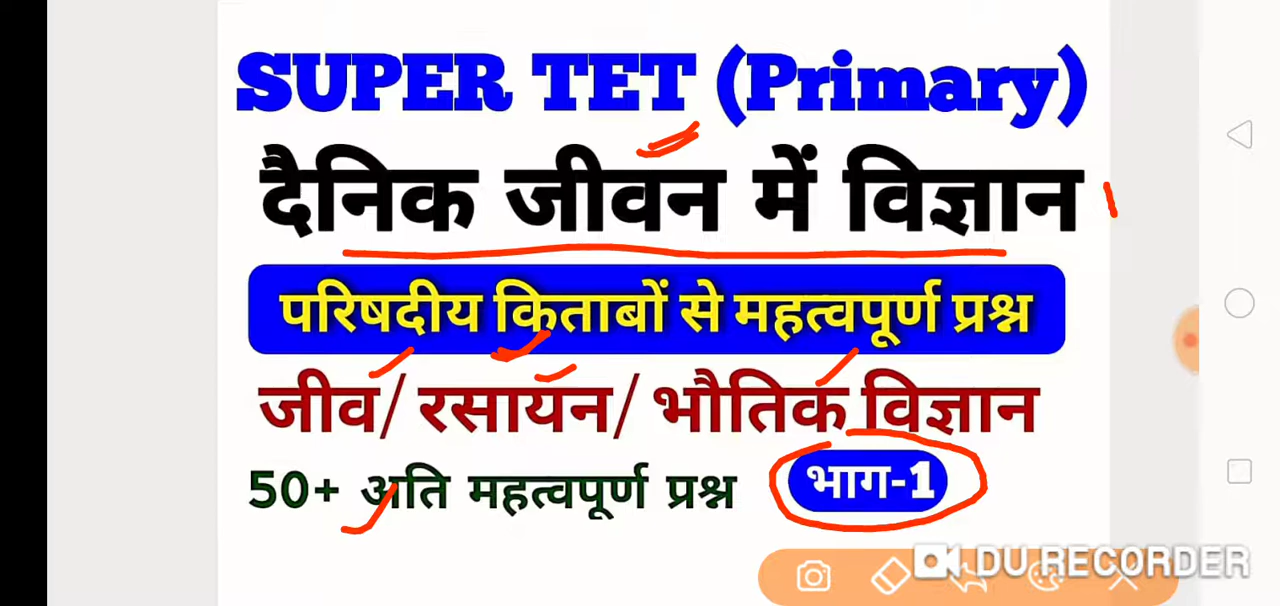 SUPER TET (Primary)
दैनिक जीवन में विज्ञान
परिषदीय किताबों से महत्वपूर्ण प्रश्न
जीव/ रसायन/ भौतिक विज्ञान
50+ अति महत्वपूर्ण प्रश्न
भाग-1
DU RECORDER